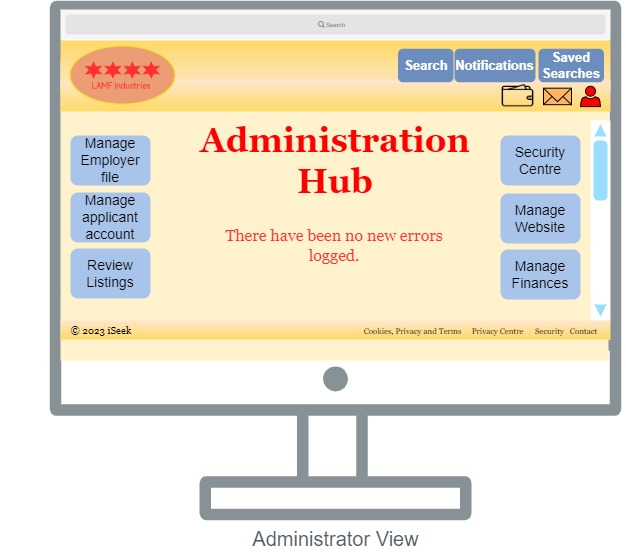 Search
Search
Notifications
Saved
Searches
LAMF Industries
Administration
Hub
There have been no new errors
logged.
Manage
Employer
file
Manage
applicant
account
Review
Listings
Security
Centre
Manage
Website
Manage
Finances
© 2023 iSeek
Cookies, Privacy and Terms Privacy Centre Security Contact
Administrator View